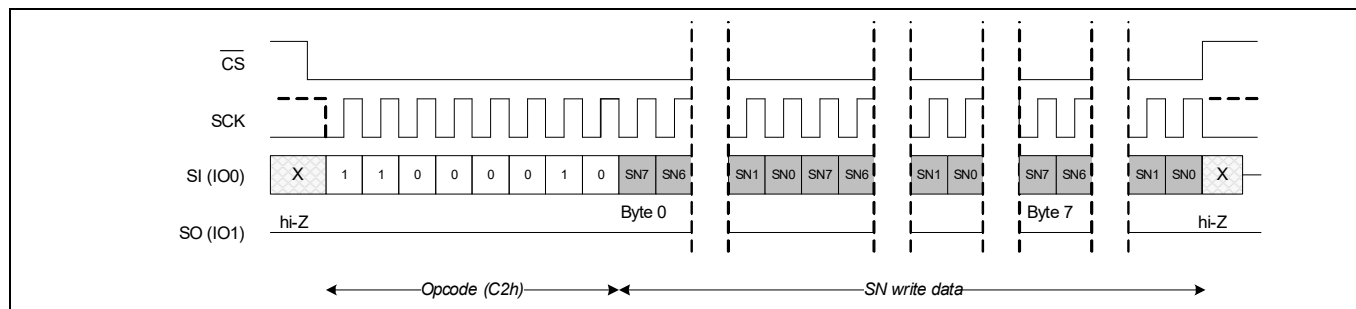 CS
SCK
SI (IO0) X 1 1 0 0 0 0 1 0 SN7 SN6 SN1 SN0 SN7 SN6 SN1 SN0 SN7 SN6 SN1 SN0 X
Byte 0 Byte 7
hi-Z hi-Z
SO (IO1)
Opcode (C2h) SN write data